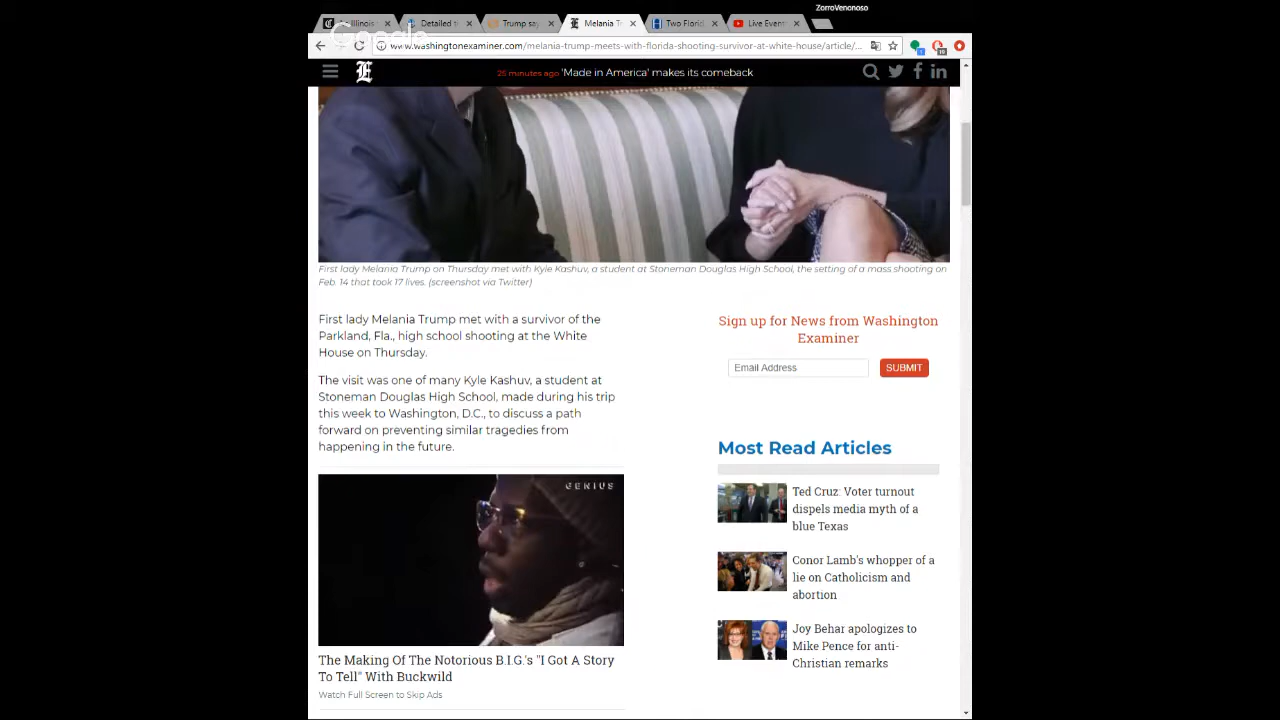 ZorroVenonoso
Illinois
Detailed
Trump say
Melania Tr
Two Florid
Live Event
Google
www.washingtonexaminer.com/melania-trump-meets-with-florida-shooting-survivor-at-white-house/article/...
25 minutes ago 'Made in America' makes its comeback
First lady Melania Trump on Thursday met with Kyle Kashuv, a student at Stoneman Douglas High School, the setting of a mass shooting on
Feb. 14 that took 17 lives. (screenshot via Twitter)
First lady Melania Trump met with a survivor of the
Parkland, Fla., high school shooting at the White
House on Thursday.
The visit was one of many Kyle Kashuv, a student at
Stoneman Douglas High School, made during his trip
this week to Washington, D.C., to discuss a path
forward on preventing similar tragedies from
happening in the future.
GENIUS
The Making Of The Notorious B.I.G.'s "I Got A Story
To Tell" With Buckwild
Watch Full Screen to Skip Ads
Sign up for News from Washington
Examiner
Email Address
SUBMIT
Most Read Articles
Ted Cruz: Voter turnout
dispels media myth of a
blue Texas
Conor Lamb's whopper of a
lie on Catholicism and
abortion
Joy Behar apologizes to
Mike Pence for anti-
Christian remarks